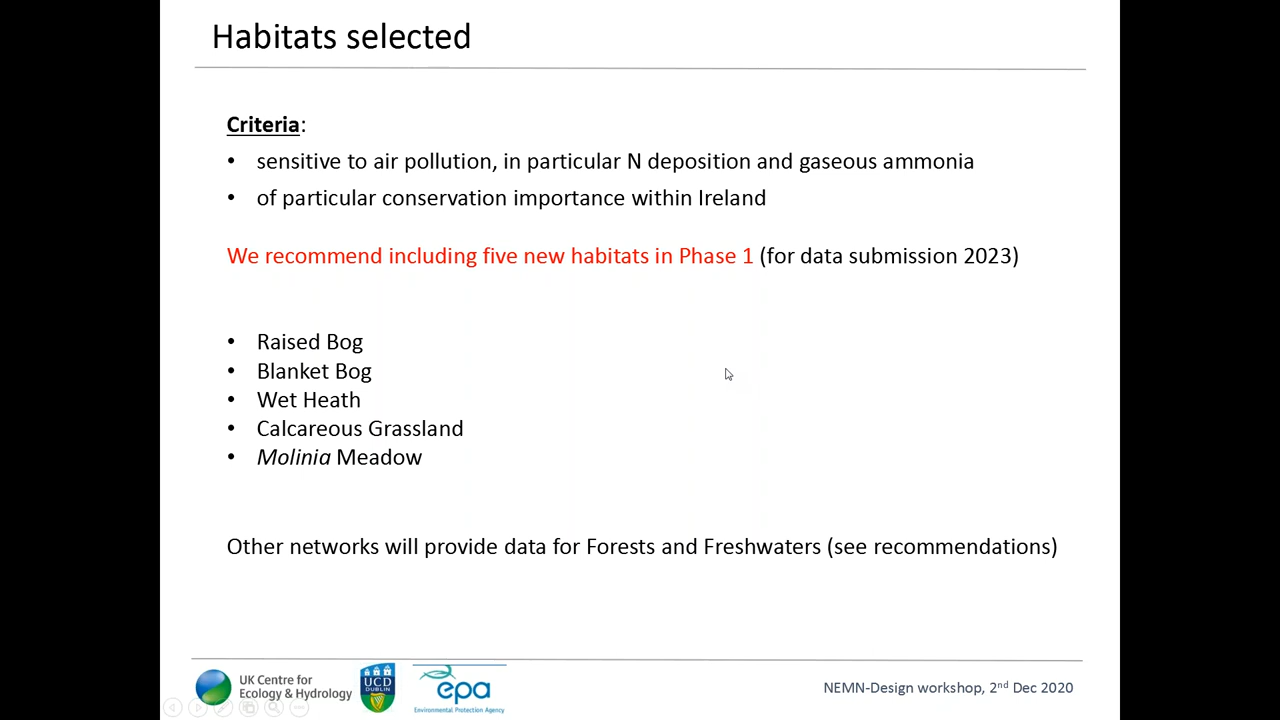 Habitats selected
Criteria:
• sensitive to air pollution, in particular N deposition and gaseous ammonia
• of particular conservation importance within Ireland
We recommend including five new habitats in Phase 1 (for data submission 2023)
• Raised Bog
• Blanket Bog
• Wet Heath
• Calcareous Grassland
• Molinia Meadow
Other networks will provide data for Forests and Freshwaters (see recommendations)
UK Centre for
Ecology & Hydrology
UCD
DUBLIN
epa
Environmental Protection Agency
NEMN-Design workshop, 2nd Dec 2020